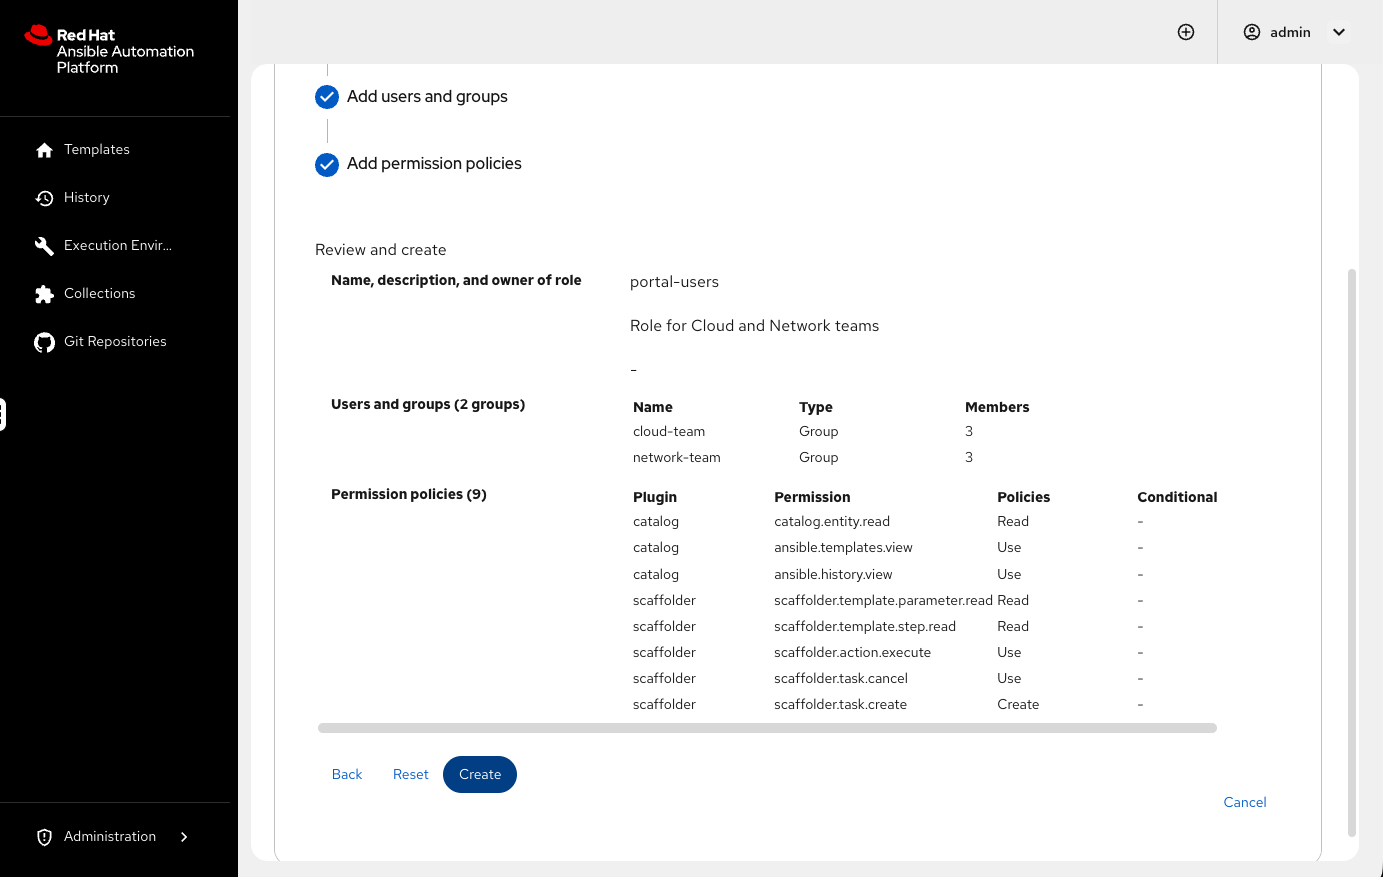 Red Hat
Ansible Automation
Platform
admin
Templates
History
Execution Envir...
Collections
Git Repositories
Administration
Add users and groups
Add permission policies
Review and create
Name, description, and owner of role
portal-users
Role for Cloud and Network teams
-
Users and groups (2 groups)
Name Type Members
cloud-team Group 3
network-team Group 3
Permission policies (9)
Plugin Permission Policies Conditional
catalog catalog.entity.read Read -
catalog ansible.templates.view Use -
catalog ansible.history.view Use -
scaffolder scaffolder.template.parameter.read Read -
scaffolder scaffolder.template.step.read Read -
scaffolder scaffolder.action.execute Use -
scaffolder scaffolder.task.cancel Use -
scaffolder scaffolder.task.create Create -
Back Reset Create
Cancel